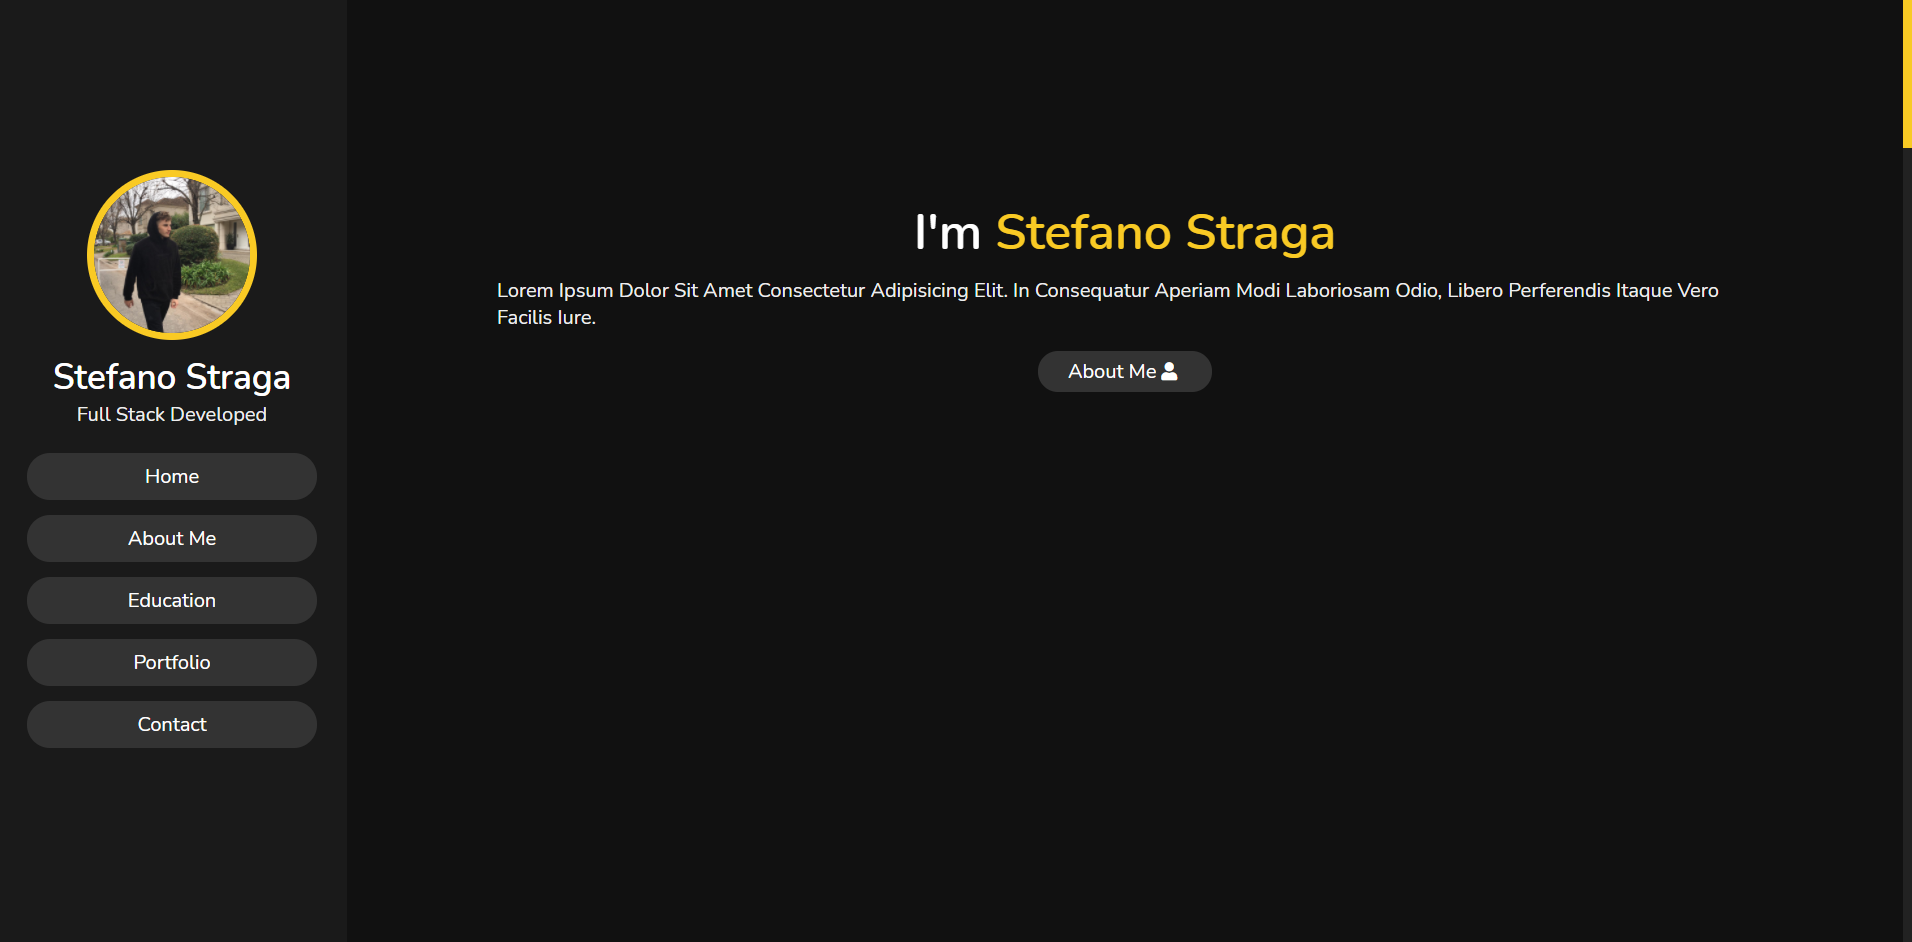 Stefano Straga
Full Stack Developed
Home
About Me
Education
Portfolio
Contact
I'm Stefano Straga
Lorem Ipsum Dolor Sit Amet Consectetur Adipisicing Elit. In Consequatur Aperiam Modi Laboriosam Odio, Libero Perferendis Itaque Vero
Facilis Iure.
About Me